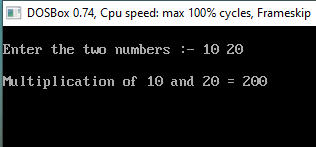 DOSBox 0.74, Cpu speed: max 100% cycles, Frameskip
Enter the two numbers :- 10 20
Multiplication of 10 and 20 = 200